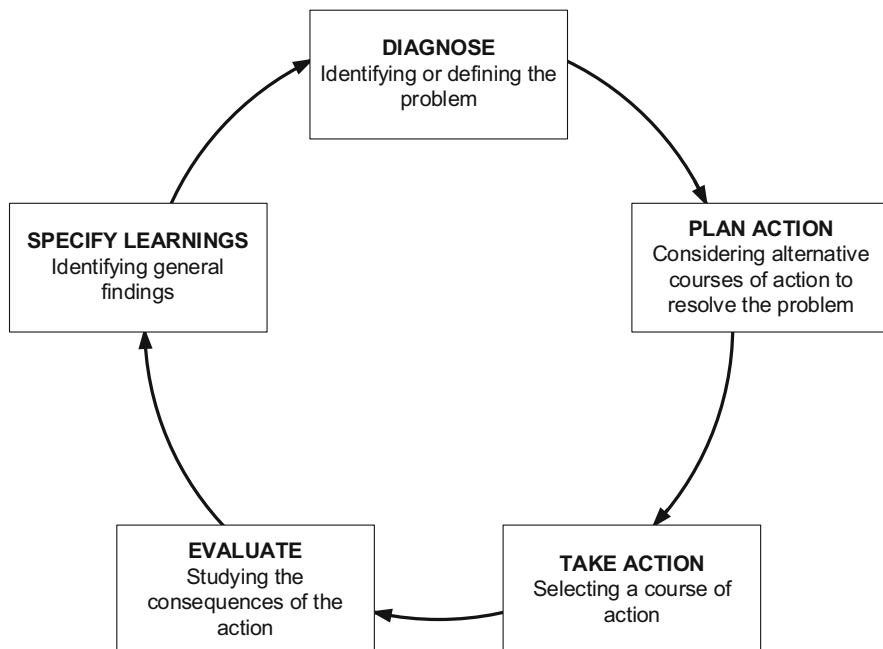 DIAGNOSE
Identifying or defining the
problem
PLAN ACTION
Considering alternative
courses of action to
resolve the problem
TAKE ACTION
Selecting a course of
action
EVALUATE
Studying the
consequences of the
action
SPECIFY LEARNINGS
Identifying general
findings